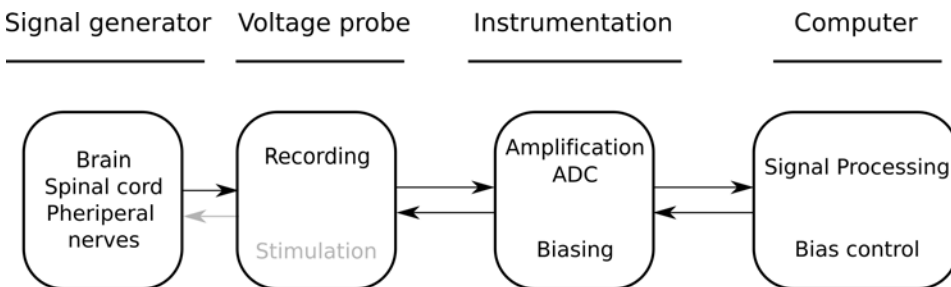 Signal generator
Voltage probe
Instrumentation
Computer
Brain
Spinal cord
Pheriperal
nerves
Recording
Stimulation
Amplification
ADC
Biasing
Signal Processing
Bias control